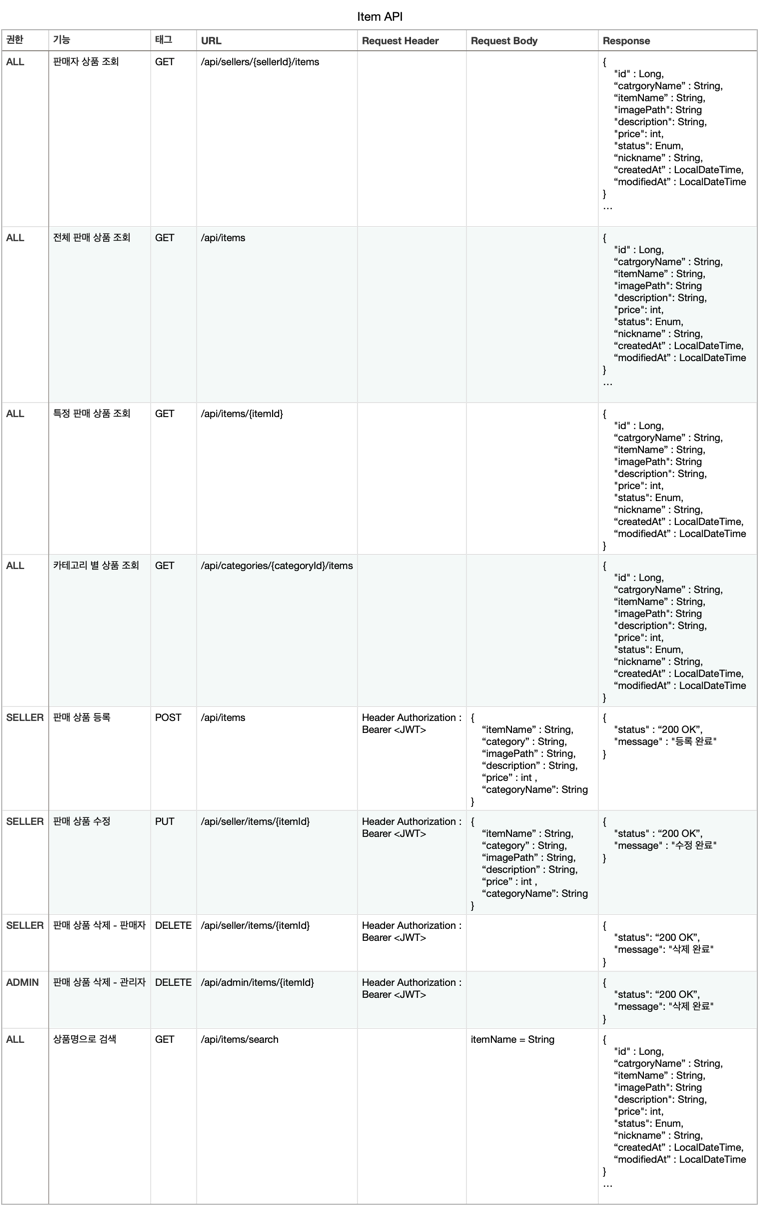 Item API
권한 기능 태그 URL Request Header Request Body Response
ALL 판매자 상품 조회 GET /api/sellers/{sellerId}/items {
"id" : Long,
“catrgoryName” : String,
“itemName” : String,
"imagePath": String
"description": String,
"price": int,
"status": Enum,
“nickname” : String,
“createdAt” : LocalDateTime,
“modifiedAt” : LocalDateTime
}
…
ALL 전체 판매 상품 조회 GET /api/items {
"id" : Long,
“catrgoryName” : String,
“itemName” : String,
"imagePath": String
"description": String,
"price": int,
"status": Enum,
“nickname” : String,
“createdAt” : LocalDateTime,
“modifiedAt” : LocalDateTime
}
…
ALL 특정 판매 상품 조회 GET /api/items/{itemId} {
"id" : Long,
“catrgoryName” : String,
“itemName” : String,
"imagePath": String
"description": String,
"price": int,
"status": Enum,
“nickname” : String,
“createdAt” : LocalDateTime,
“modifiedAt” : LocalDateTime
}
ALL 카테고리 별 상품 조회 GET /api/categories/{categoryId}/items {
"id" : Long,
“catrgoryName” : String,
“itemName” : String,
"imagePath": String
"description": String,
"price": int,
"status": Enum,
“nickname” : String,
“createdAt” : LocalDateTime,
“modifiedAt” : LocalDateTime
}
SELLER 판매 상품 등록 POST /api/items Header Authorization : { {
Bearer <JWT> “itemName” : String, "status" : “200 OK”,
“category” : String, "message" : "등록 완료"
“imagePath” : String, }
“description” : String,
“price” : int ,
“categoryName”: String
}
SELLER 판매 상품 수정 PUT /api/seller/items/{itemId} Header Authorization : { {
Bearer <JWT> “itemName” : String, "status" : “200 OK”,
“category” : String, "message" : "수정 완료"
“imagePath” : String, }
“description” : String,
“price” : int ,
“categoryName”: String
}
SELLER 판매 상품 삭제 - 판매자 DELETE /api/seller/items/{itemId} Header Authorization : {
Bearer <JWT> "status": “200 OK”,
"message": "삭제 완료"
}
ADMIN 판매 상품 삭제 - 관리자 DELETE /api/admin/items/{itemId} Header Authorization : {
Bearer <JWT> "status": “200 OK”,
"message": "삭제 완료"
}
ALL 상품명으로 검색 GET /api/items/search itemName = String {
"id" : Long,
“catrgoryName” : String,
“itemName” : String,
"imagePath": String
"description": String,
"price": int,
"status": Enum,
“nickname” : String,
“createdAt” : LocalDateTime,
“modifiedAt” : LocalDateTime
}
…